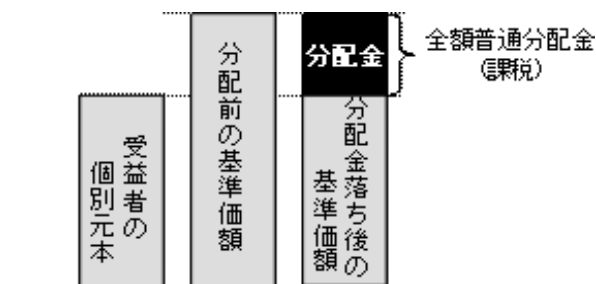 受益者の
個別元本
分配前の基準価額
分配金
分配金落ち後の
基準価額
全額普通分配金
(課税)